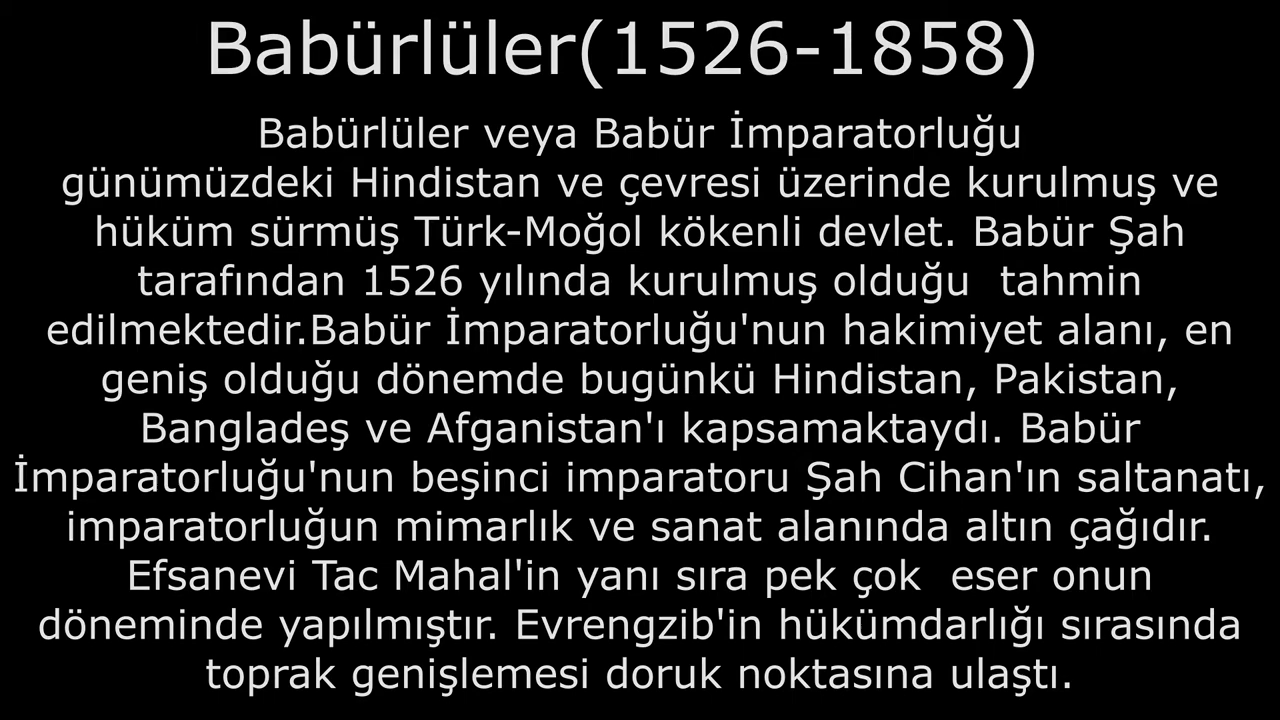 Babürlüler(1526-1858)
Babürlüler veya Babür İmparatorluğu
günümüzdeki Hindistan ve çevresi üzerinde kurulmuş ve
hüküm sürmüş Türk-Moğol kökenli devlet. Babür Şah
tarafından 1526 yılında kurulmuş olduğu  tahmin
edilmektedir.Babür İmparatorluğu'nun hakimiyet alanı, en
geniş olduğu dönemde bugünkü Hindistan, Pakistan,
Bangladeş ve Afganistan'ı kapsamaktaydı. Babür
İmparatorluğu'nun beşinci imparatoru Şah Cihan'ın saltanatı,
imparatorluğun mimarlık ve sanat alanında altın çağıdır.
Efsanevi Tac Mahal'in yanı sıra pek çok  eser onun
döneminde yapılmıştır. Evrengzib'in hükümdarlığı sırasında
toprak genişlemesi doruk noktasına ulaştı.